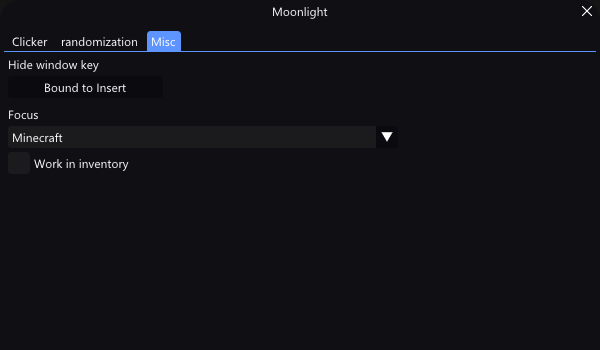 Moonlight
Clicker randomization Misc
Hide window key
Bound to Insert
Focus
Minecraft
Work in inventory